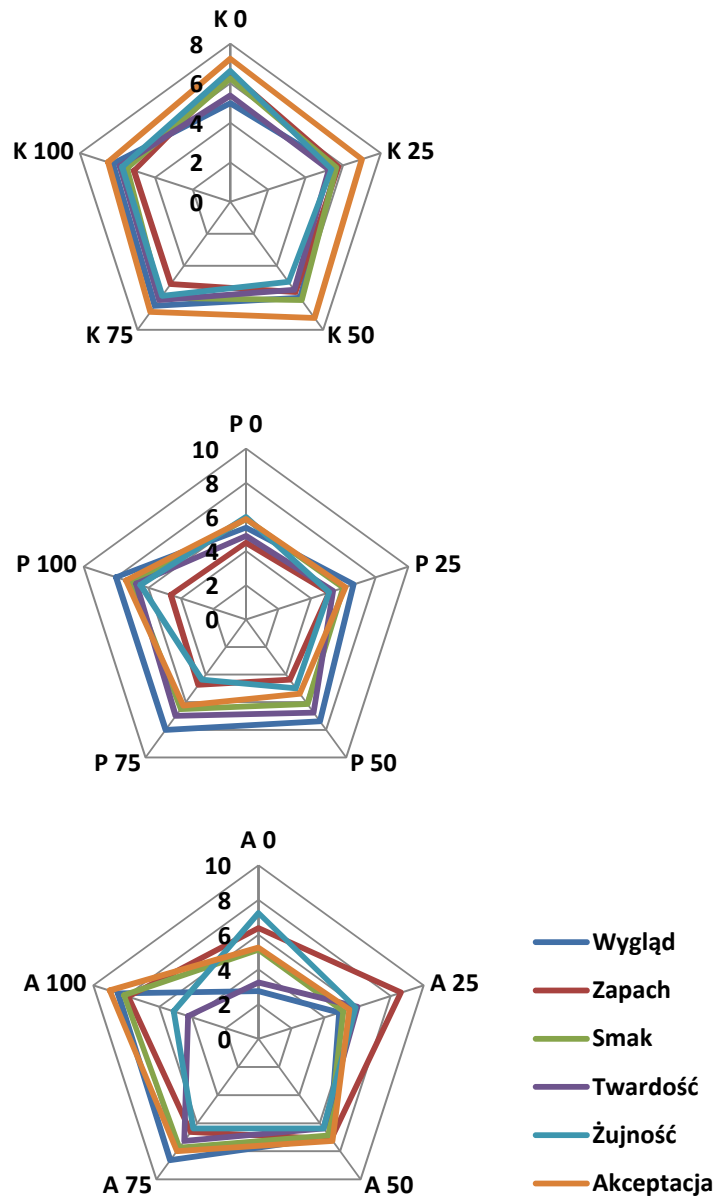 K 0
8
6
4
2
0
K 25
K 50
K 75
K 100
P 0
10
8
6
4
2
0
P 25
P 50
P 75
P 100
A 0
10
8
6
4
2
0
A 25
A 50
A 75
A 100
Wygląd
Zapach
Smak
Twardość
Żujność
Akceptacja